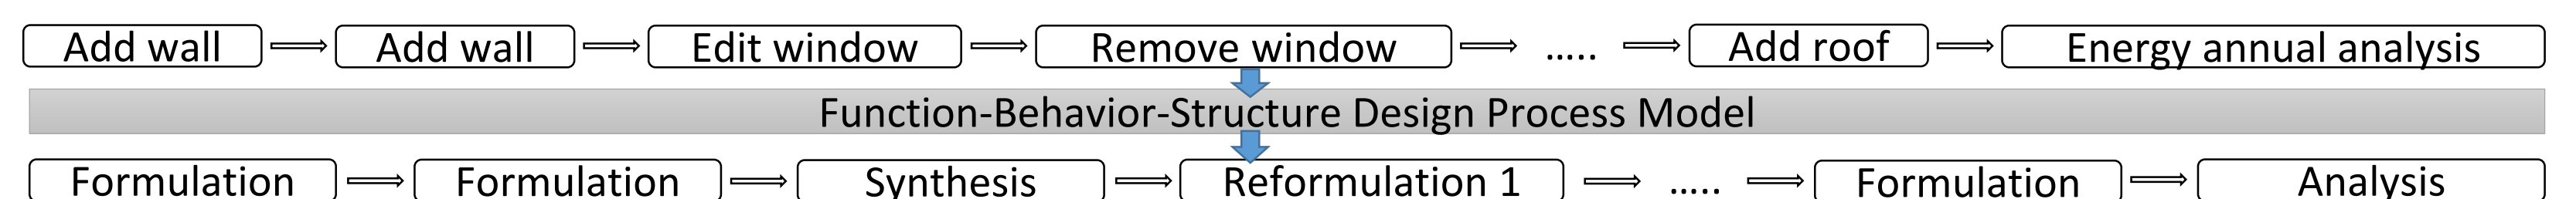 Add wall Add wall Edit window Remove window ..... Add roof Energy annual analysis
Function-Behavior-Structure Design Process Model
Formulation Formulation Synthesis Reformulation 1 ..... Formulation Analysis